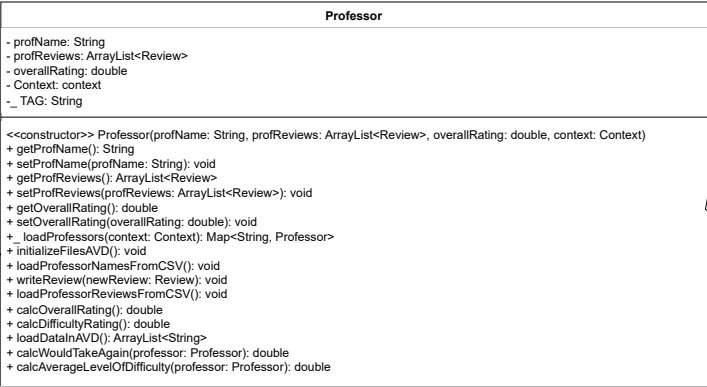 Professor
- profName: String
- profReviews: ArrayList<Review>
- overallRating: double
- Context: context
-_ TAG: String
<<constructor>> Professor(profName: String, profReviews: ArrayList<Review>, overallRating: double, context: Context)
+ getProfName(): String
+ setProfName(profName: String): void
+ getProfReviews(): ArrayList<Review>
+ setProfReviews(profReviews: ArrayList<Review>): void
+ getOverallRating(): double
+ setOverallRating(overallRating: double): void
+_ loadProfessors(context: Context): Map<String, Professor>
+ initializeFilesAVD(): void
+ loadProfessorNamesFromCSV(): void
+ writeReview(newReview: Review): void
+ loadProfessorReviewsFromCSV(): void
+ calcOverallRating(): double
+ calcDifficultyRating(): double
+ loadDataInAVD(): ArrayList<String>
+ calcWouldTakeAgain(professor: Professor): double
+ calcAverageLevelOfDifficulty(professor: Professor): double